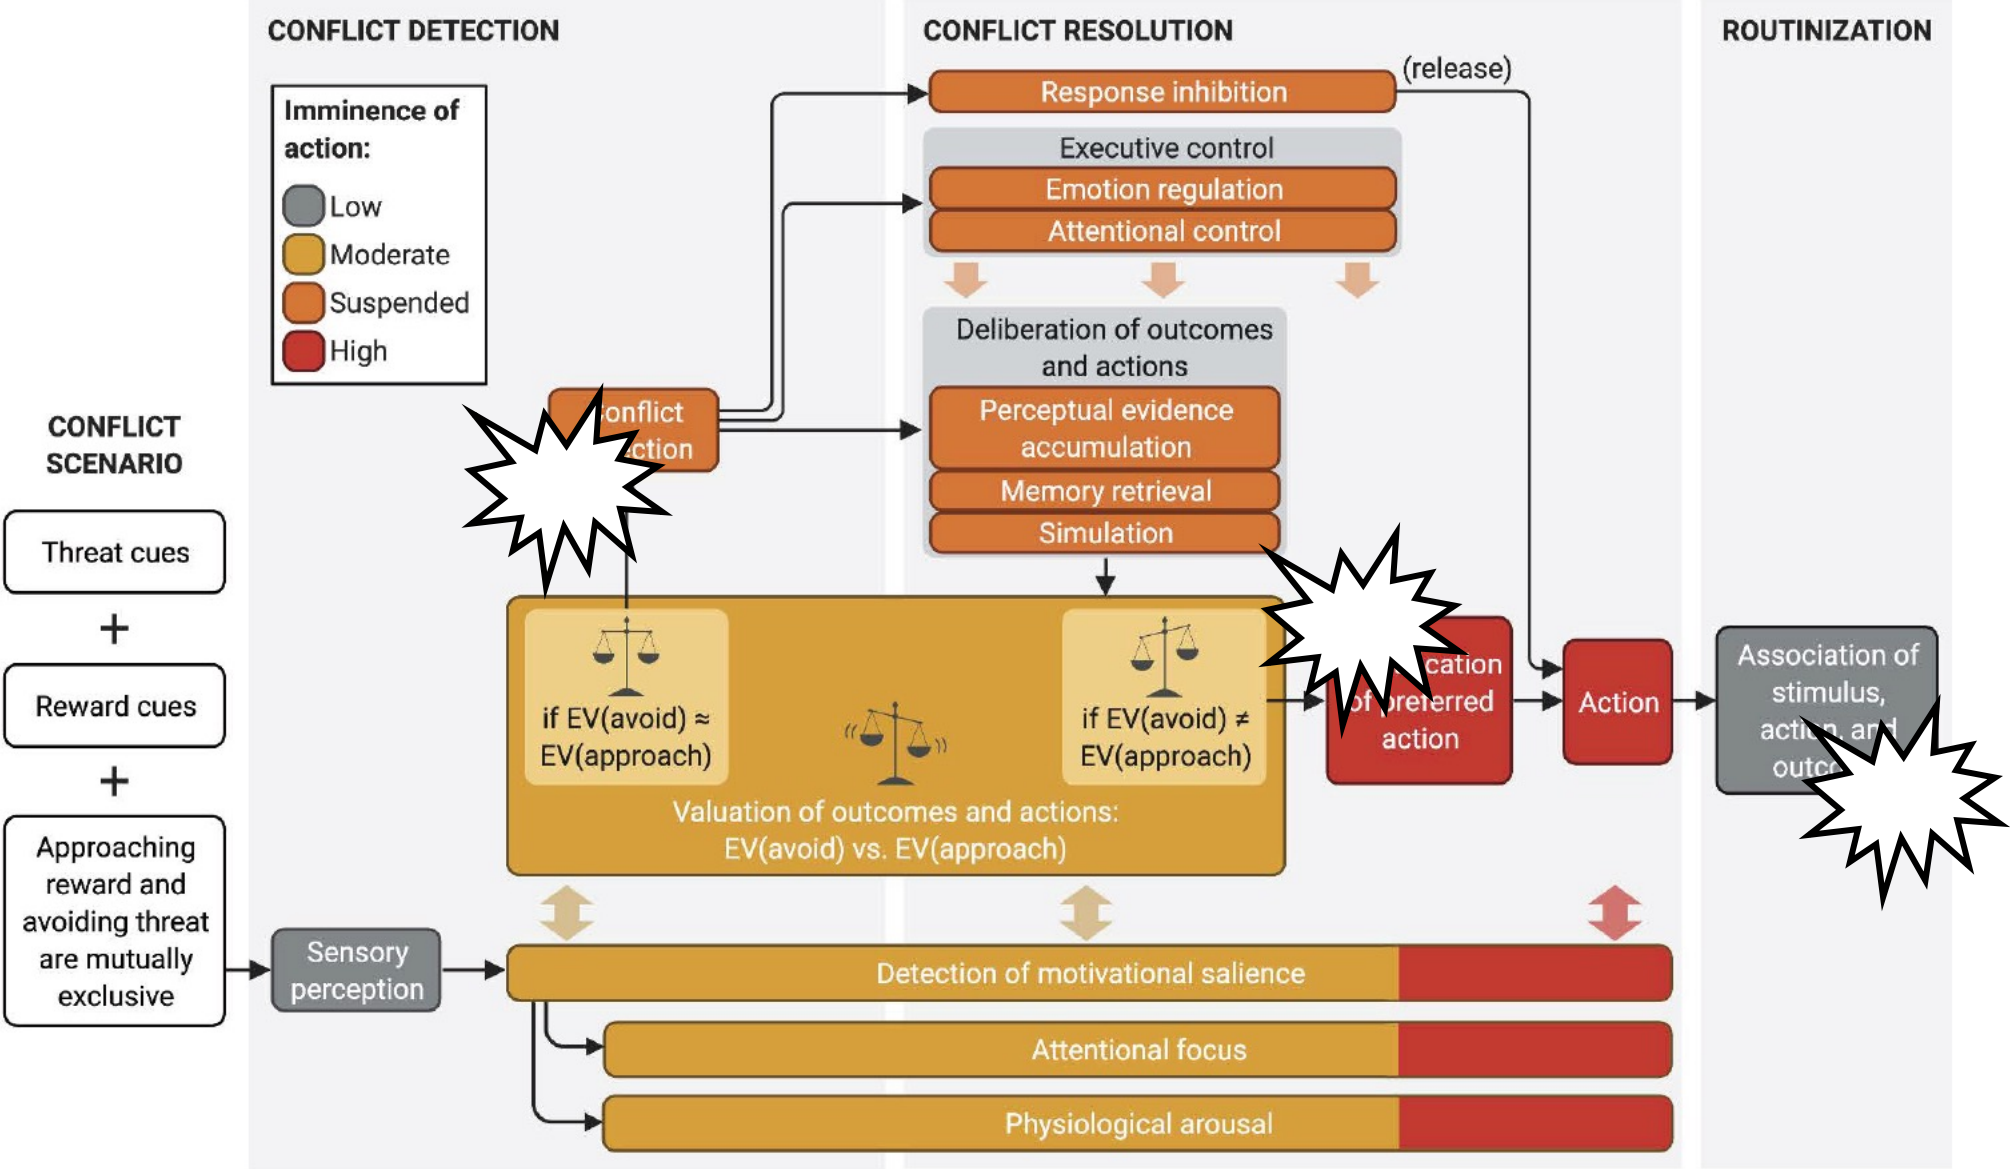 CONFLICT DETECTION
CONFLICT RESOLUTION
ROUTINIZATION
Imminence of
action:
Low
Moderate
Suspended
High
CONFLICT
SCENARIO
Threat cues
+
Reward cues
+
Approaching
reward and
avoiding threat
are mutually
exclusive
Sensory
perception
Response inhibition
(release)
Executive control
Emotion regulation
Attentional control
Deliberation of outcomes
and actions
Perceptual evidence
accumulation
Memory retrieval
Simulation
if EV(avoid) ≈
EV(approach)
if EV(avoid) ≠
EV(approach)
Valuation of outcomes and actions:
EV(avoid) vs. EV(approach)
of preferred
action
Action
Association of
stimulus,
action, and
Detection of motivational salience
Attentional focus
Physiological arousal